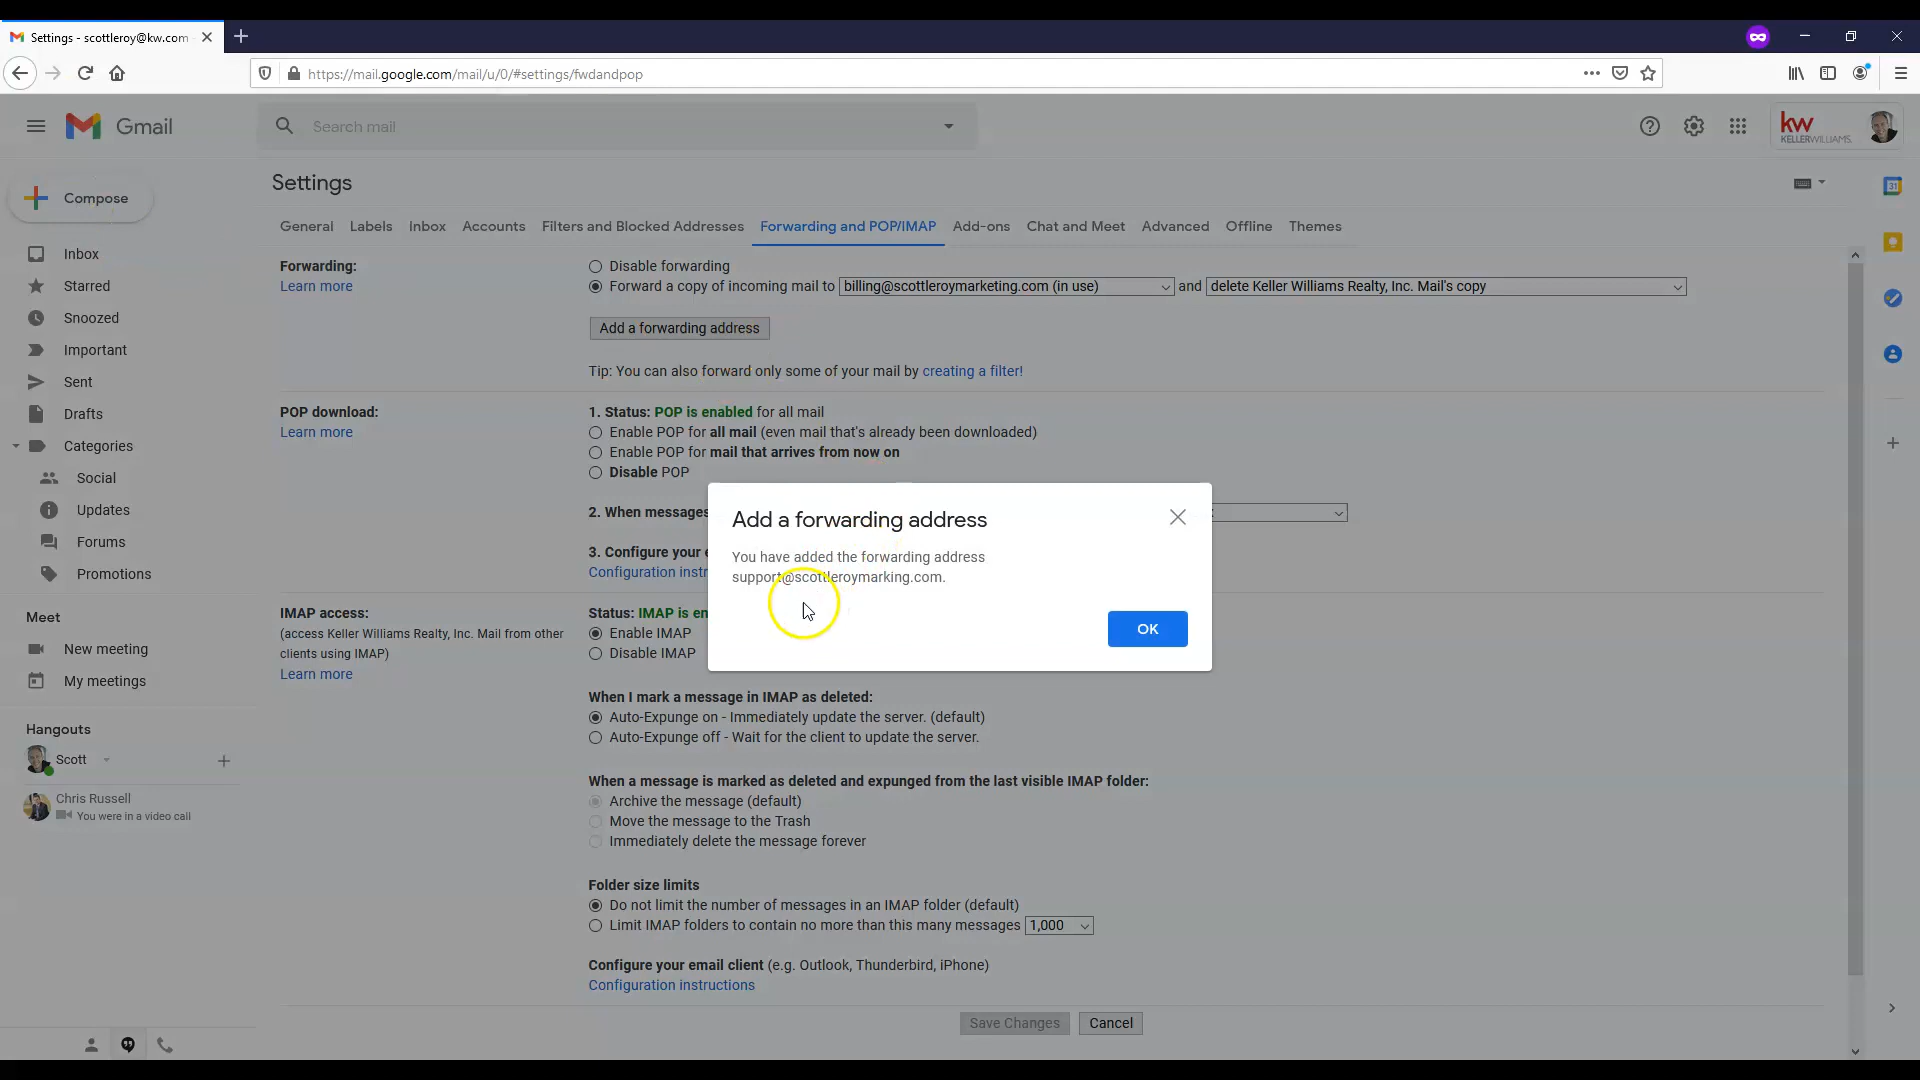 Settings - scottleroy@kw.com
https://mail.google.com/mail/u/0/#settings/fwdandpop
Gmail
Search mail
kw
KELLERWILLIAMS.
Compose
Inbox
Starred
Snoozed
Important
Sent
Drafts
Categories
Social
Updates
Forums
Promotions
Meet
New meeting
My meetings
Hangouts
Scott
Chris Russell
You were in a video call
Settings
General Labels Inbox Accounts Filters and Blocked Addresses Forwarding and POP/IMAP Add-ons Chat and Meet Advanced Offline Themes
Forwarding:
Learn more
Disable forwarding
Forward a copy of incoming mail to billing@scottleroymarketing.com (in use) and delete Keller Williams Realty, Inc. Mail's copy
Add a forwarding address
Tip: You can also forward only some of your mail by creating a filter!
POP download:
Learn more
1. Status: POP is enabled for all mail
Enable POP for all mail (even mail that's already been downloaded)
Enable POP for mail that arrives from now on
Disable POP
2. When messages
3. Configure your e
Configuration instr
Add a forwarding address
You have added the forwarding address
support@scottleroymarking.com.
OK
IMAP access:
(access Keller Williams Realty, Inc. Mail from other
clients using IMAP)
Learn more
Status: IMAP is en
Enable IMAP
Disable IMAP
When I mark a message in IMAP as deleted:
Auto-Expunge on - Immediately update the server. (default)
Auto-Expunge off - Wait for the client to update the server.
When a message is marked as deleted and expunged from the last visible IMAP folder:
Archive the message (default)
Move the message to the Trash
Immediately delete the message forever
Folder size limits
Do not limit the number of messages in an IMAP folder (default)
Limit IMAP folders to contain no more than this many messages 1,000
Configure your email client (e.g. Outlook, Thunderbird, iPhone)
Configuration instructions
Save Changes Cancel
31